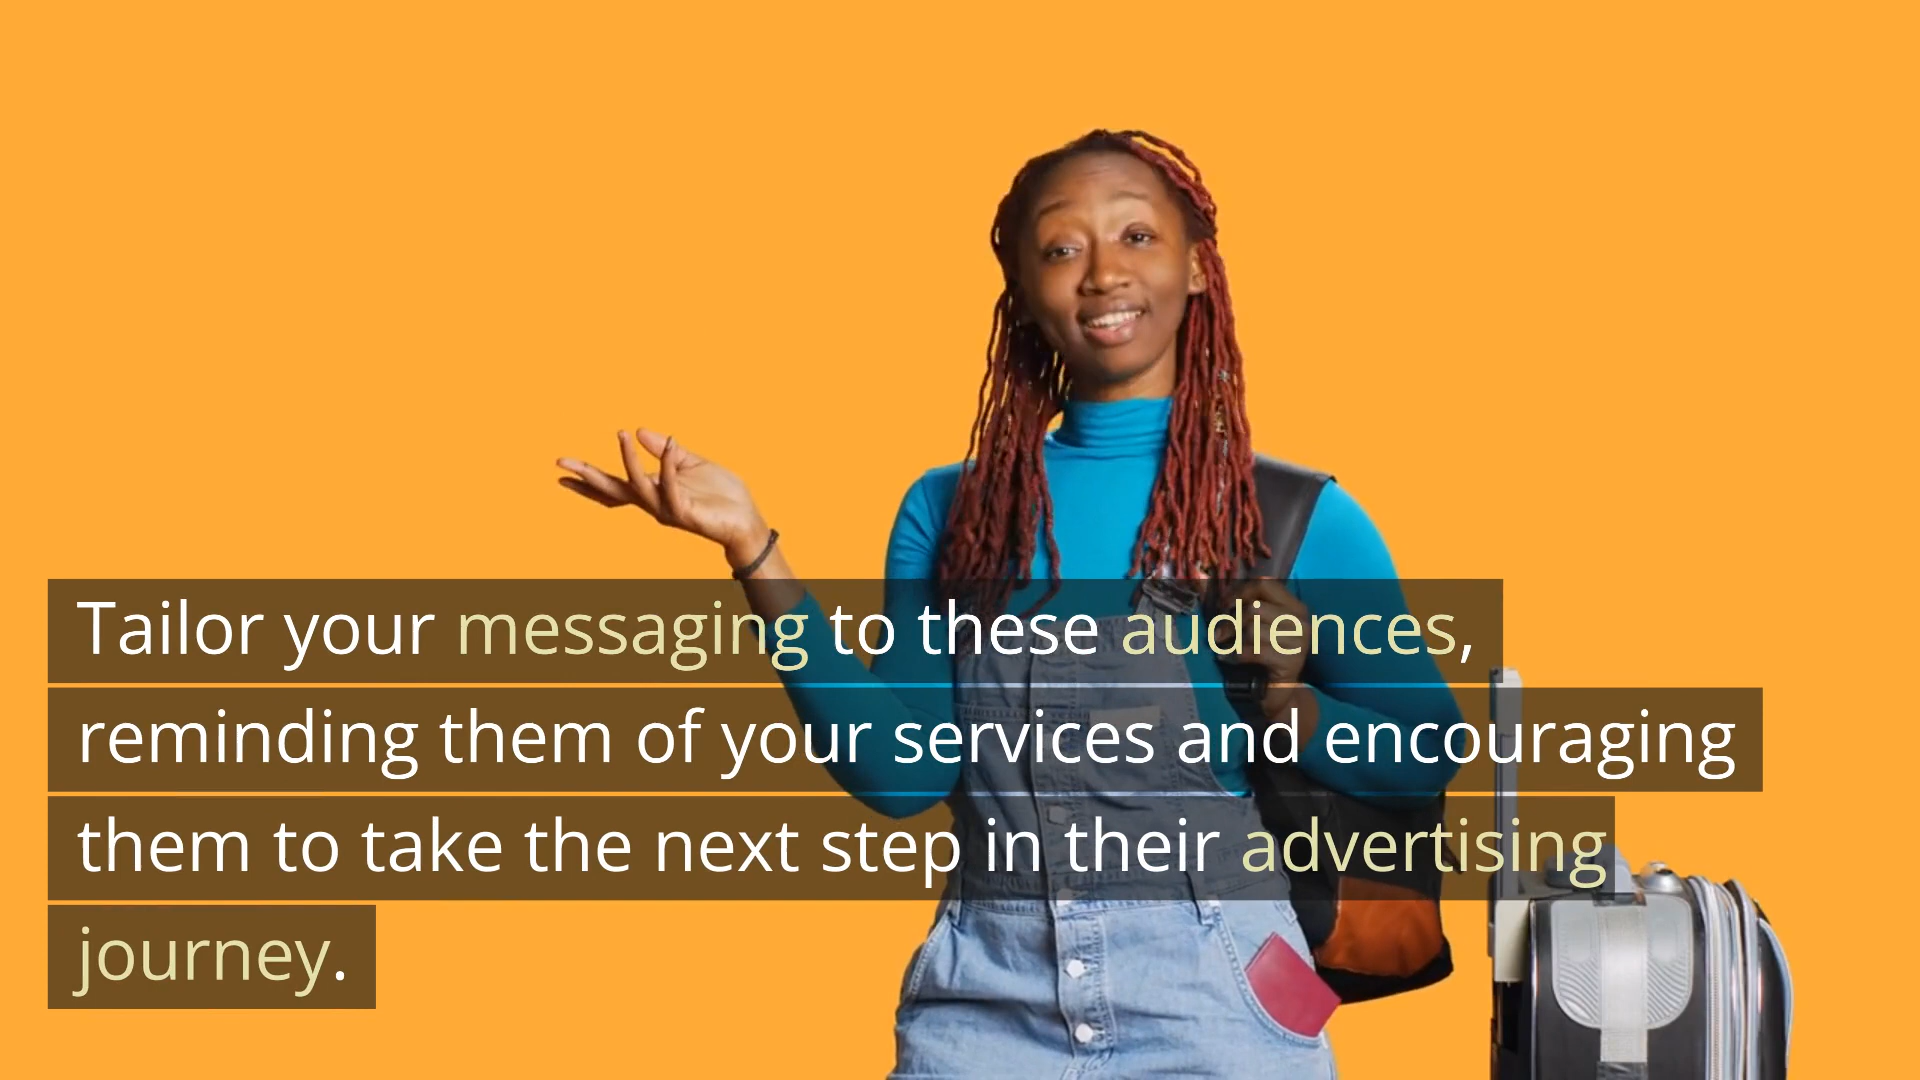 Tailor your messaging to these audiences,
reminding them of your services and encouraging
them to take the next step in their advertising
journey.